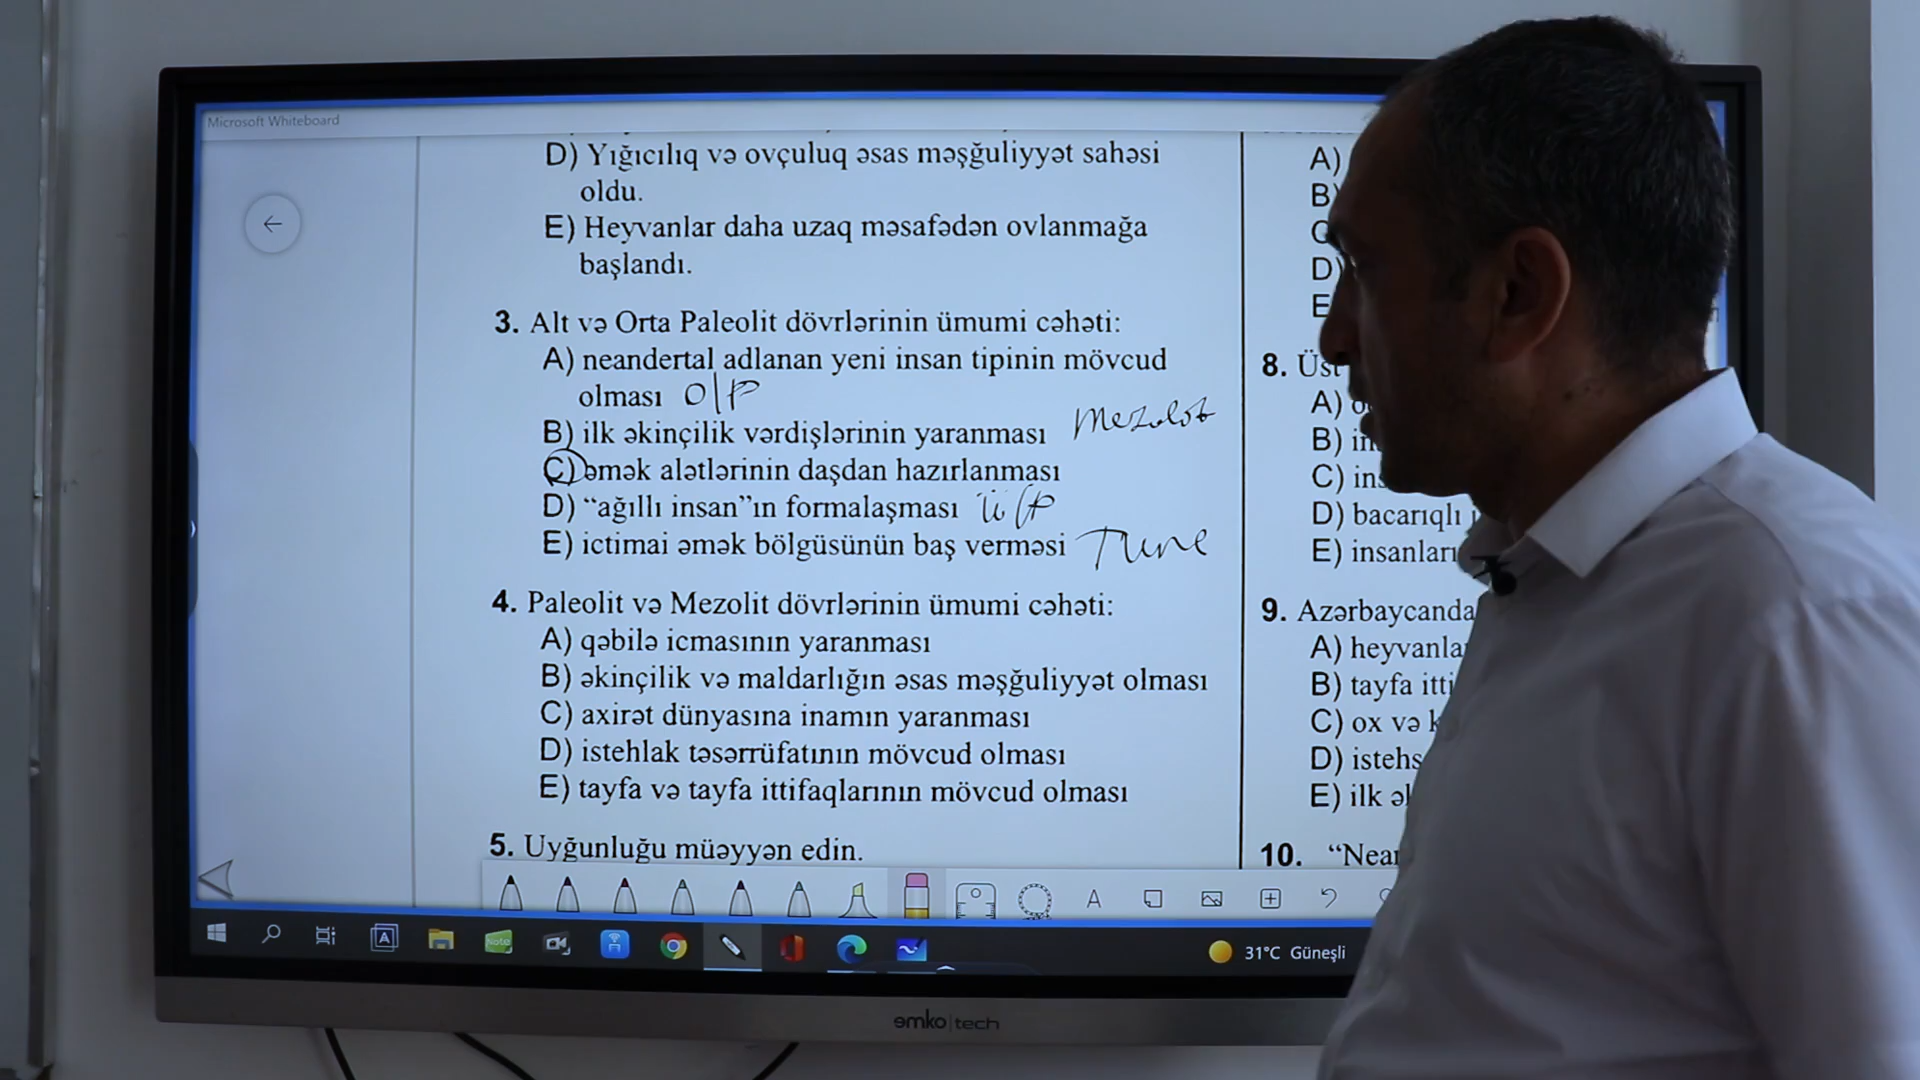 Microsoft Whiteboard
D) Yığıcılıq və ovçuluq əsas məşğuliyyət sahəsi
oldu.
E) Heyvanlar daha uzaq məsafədən ovlanmağa
başlandı.
3. Alt və Orta Paleolit dövrlərinin ümumi cəhəti:
A) neandertal adlanan yeni insan tipinin mövcud
olması O/P
B) ilk əkinçilik vərdişlərinin yaranması Mezolit
C) əmək alətlərinin daşdan hazırlanması
D) “ağıllı insan”ın formalaşması Ü/P
E) ictimai əmək bölgüsünün baş verməsi Tunc
4. Paleolit və Mezolit dövrlərinin ümumi cəhəti:
A) qəbilə icmasının yaranması
B) əkinçilik və maldarlığın əsas məşğuliyyət olması
C) axirət dünyasına inamın yaranması
D) istehlak təsərrüfatının mövcud olması
E) tayfa və tayfa ittifaqlarının mövcud olması
5. Uyğunluğu müəyyən edin.
A)
B)
C
D)
E
8. Üst
A)
B)
C)
D) bacarıqlı
E) insanları
9. Azərbaycanda
A)
B) tayfa
C) ox və
D)
E) ilk
10.
Note
31°C Güneşli
emko | tech